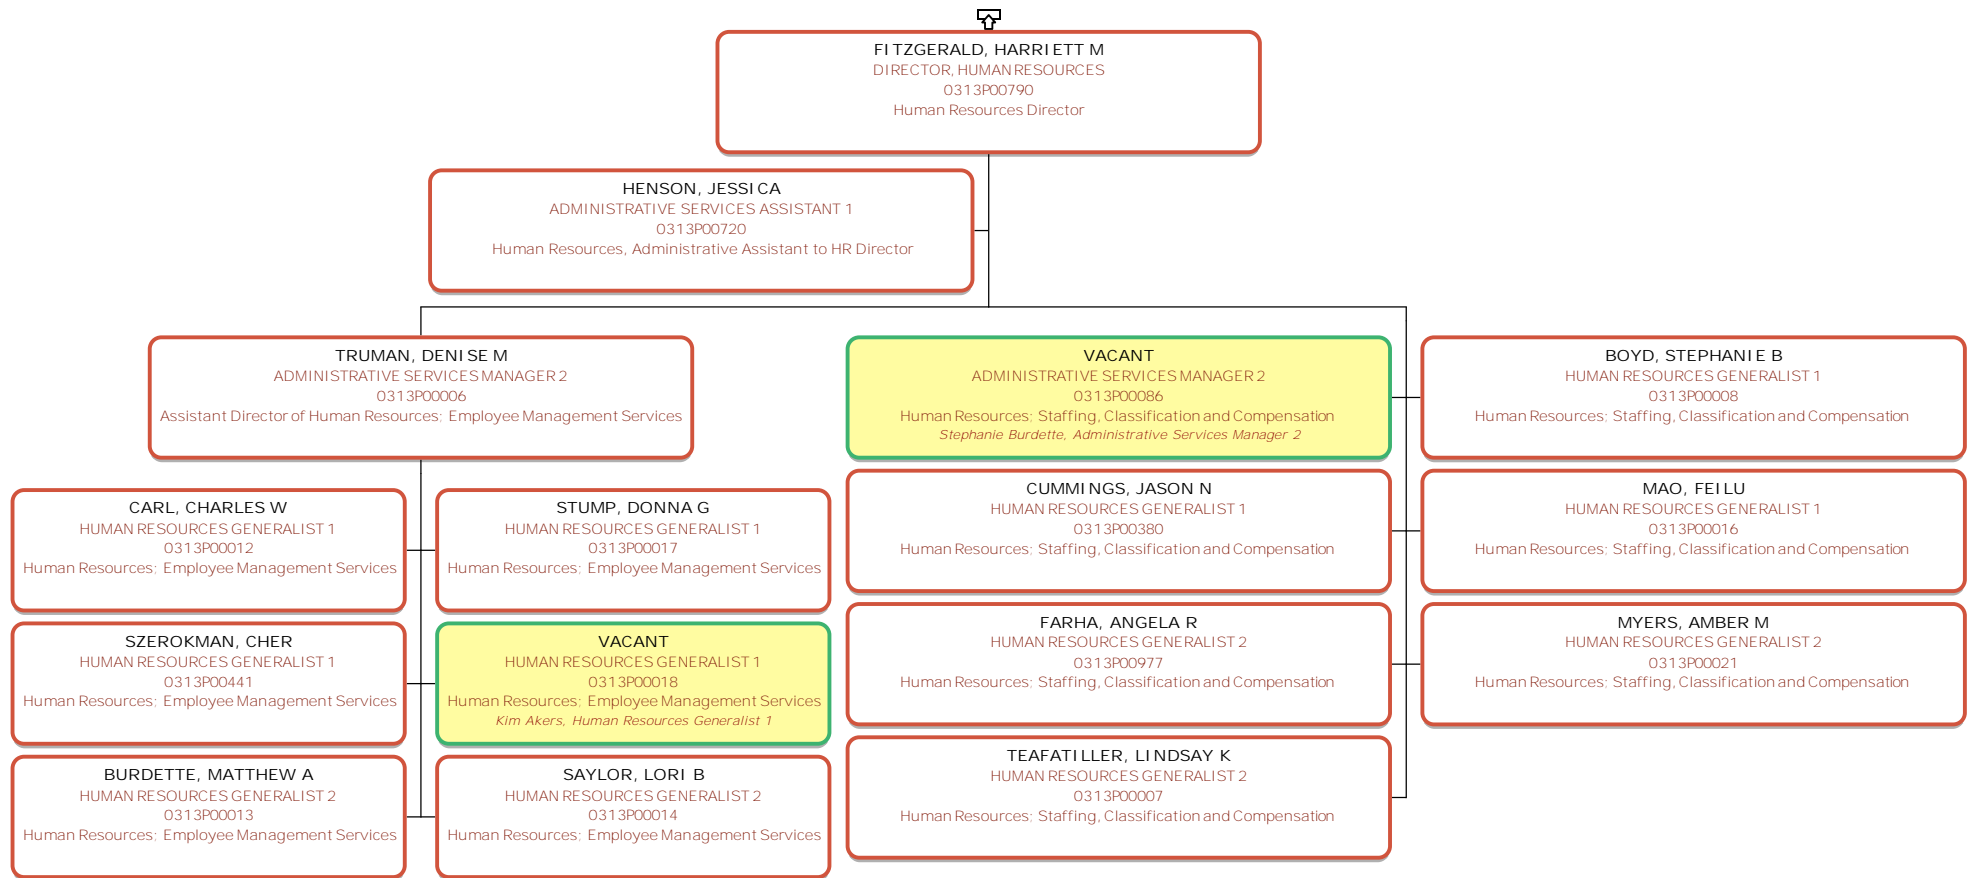 FITZGERALD, HARRIETT M
DIRECTOR, HUMAN RESOURCES
0313P00790
Human Resources Director
HENSON, JESSICA
ADMINISTRATIVE SERVICES ASSISTANT 1
0313P00720
Human Resources, Administrative Assistant to HR Director
TRUMAN, DENISE M
ADMINISTRATIVE SERVICES MANAGER 2
0313P00006
Assistant Director of Human Resources; Employee Management Services
VACANT
ADMINISTRATIVE SERVICES MANAGER 2
0313P00086
Human Resources; Staffing, Classification and Compensation
Stephanie Burdette, Administrative Services Manager 2
BOYD, STEPHANIE B
HUMAN RESOURCES GENERALIST 1
0313P00008
Human Resources; Staffing, Classification and Compensation
CARL, CHARLES W
HUMAN RESOURCES GENERALIST 1
0313P00012
Human Resources; Employee Management Services
STUMP, DONNA G
HUMAN RESOURCES GENERALIST 1
0313P00017
Human Resources; Employee Management Services
CUMMINGS, JASON N
HUMAN RESOURCES GENERALIST 1
0313P00380
Human Resources; Staffing, Classification and Compensation
MAO, FEI LU
HUMAN RESOURCES GENERALIST 1
0313P00016
Human Resources; Staffing, Classification and Compensation
SZEROKMAN, CHER
HUMAN RESOURCES GENERALIST 1
0313P00441
Human Resources; Employee Management Services
VACANT
HUMAN RESOURCES GENERALIST 1
0313P00018
Human Resources; Employee Management Services
Kim Akers, Human Resources Generalist 1
FARHA, ANGELA R
HUMAN RESOURCES GENERALIST 2
0313P00977
Human Resources; Staffing, Classification and Compensation
MYERS, AMBER M
HUMAN RESOURCES GENERALIST 2
0313P00021
Human Resources; Staffing, Classification and Compensation
BURDETTE, MATTHEW A
HUMAN RESOURCES GENERALIST 2
0313P00013
Human Resources; Employee Management Services
SAYLOR, LORI B
HUMAN RESOURCES GENERALIST 2
0313P00014
Human Resources; Employee Management Services
TEAFATILLER, LINDSAY K
HUMAN RESOURCES GENERALIST 2
0313P00007
Human Resources; Staffing, Classification and Compensation